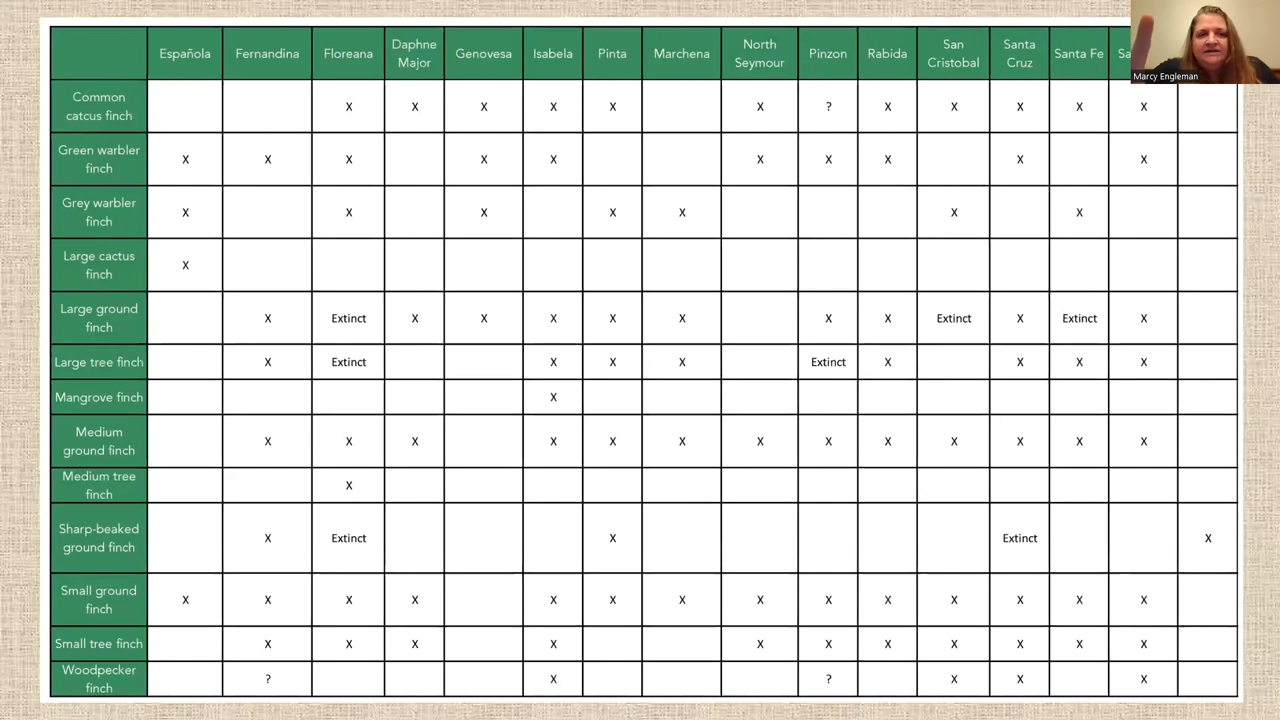 Española Fernandina Floreana Daphne Major Genovesa Isabela Pinta Marchena North Seymour Pinzon Rabida San Cristobal Santa Cruz Santa Fe
Marcy Engleman
Common catcus finch X X X X X X ? X X X X X
Green warbler finch X X X X X X X X X X
Grey warbler finch X X X X X X X
Large cactus finch X
Large ground finch X Extinct X X X X X X X Extinct X Extinct X
Large tree finch X Extinct X X X Extinct X X X X
Mangrove finch X
Medium ground finch X X X X X X X X X X X X X
Medium tree finch X
Sharp-beaked ground finch X Extinct X Extinct X
Small ground finch X X X X X X X X X X X X X X
Small tree finch X X X X X X X X X X X
Woodpecker finch ? X ? X X X